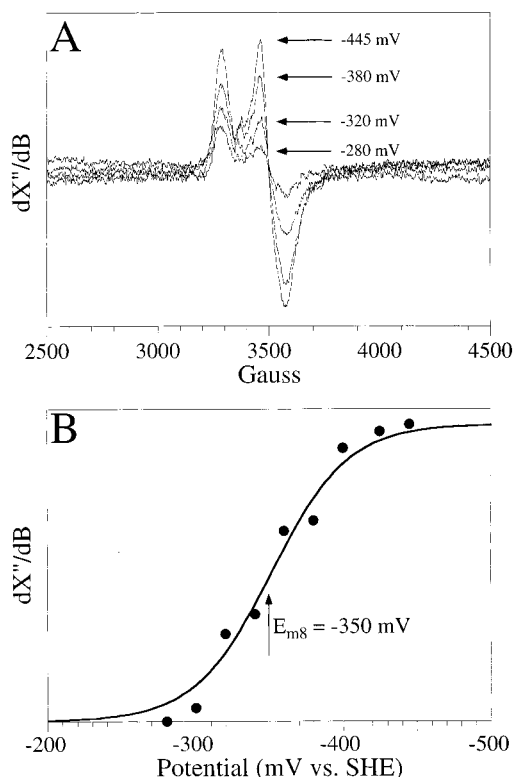 A
-445 mV
-380 mV
-320 mV
-280 mV
dX"/dB
2500 3000 3500 4000 4500
Gauss
B
dX"/dB
E_m8 = -350 mV
-200 -300 -400 -500
Potential (mV vs. SHE)